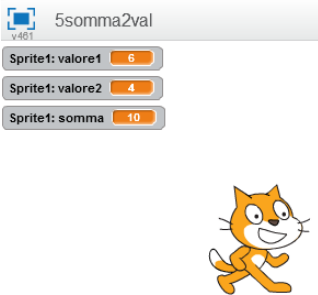 5somma2val
v461
Sprite1: valore1 6
Sprite1: valore2 4
Sprite1: somma 10